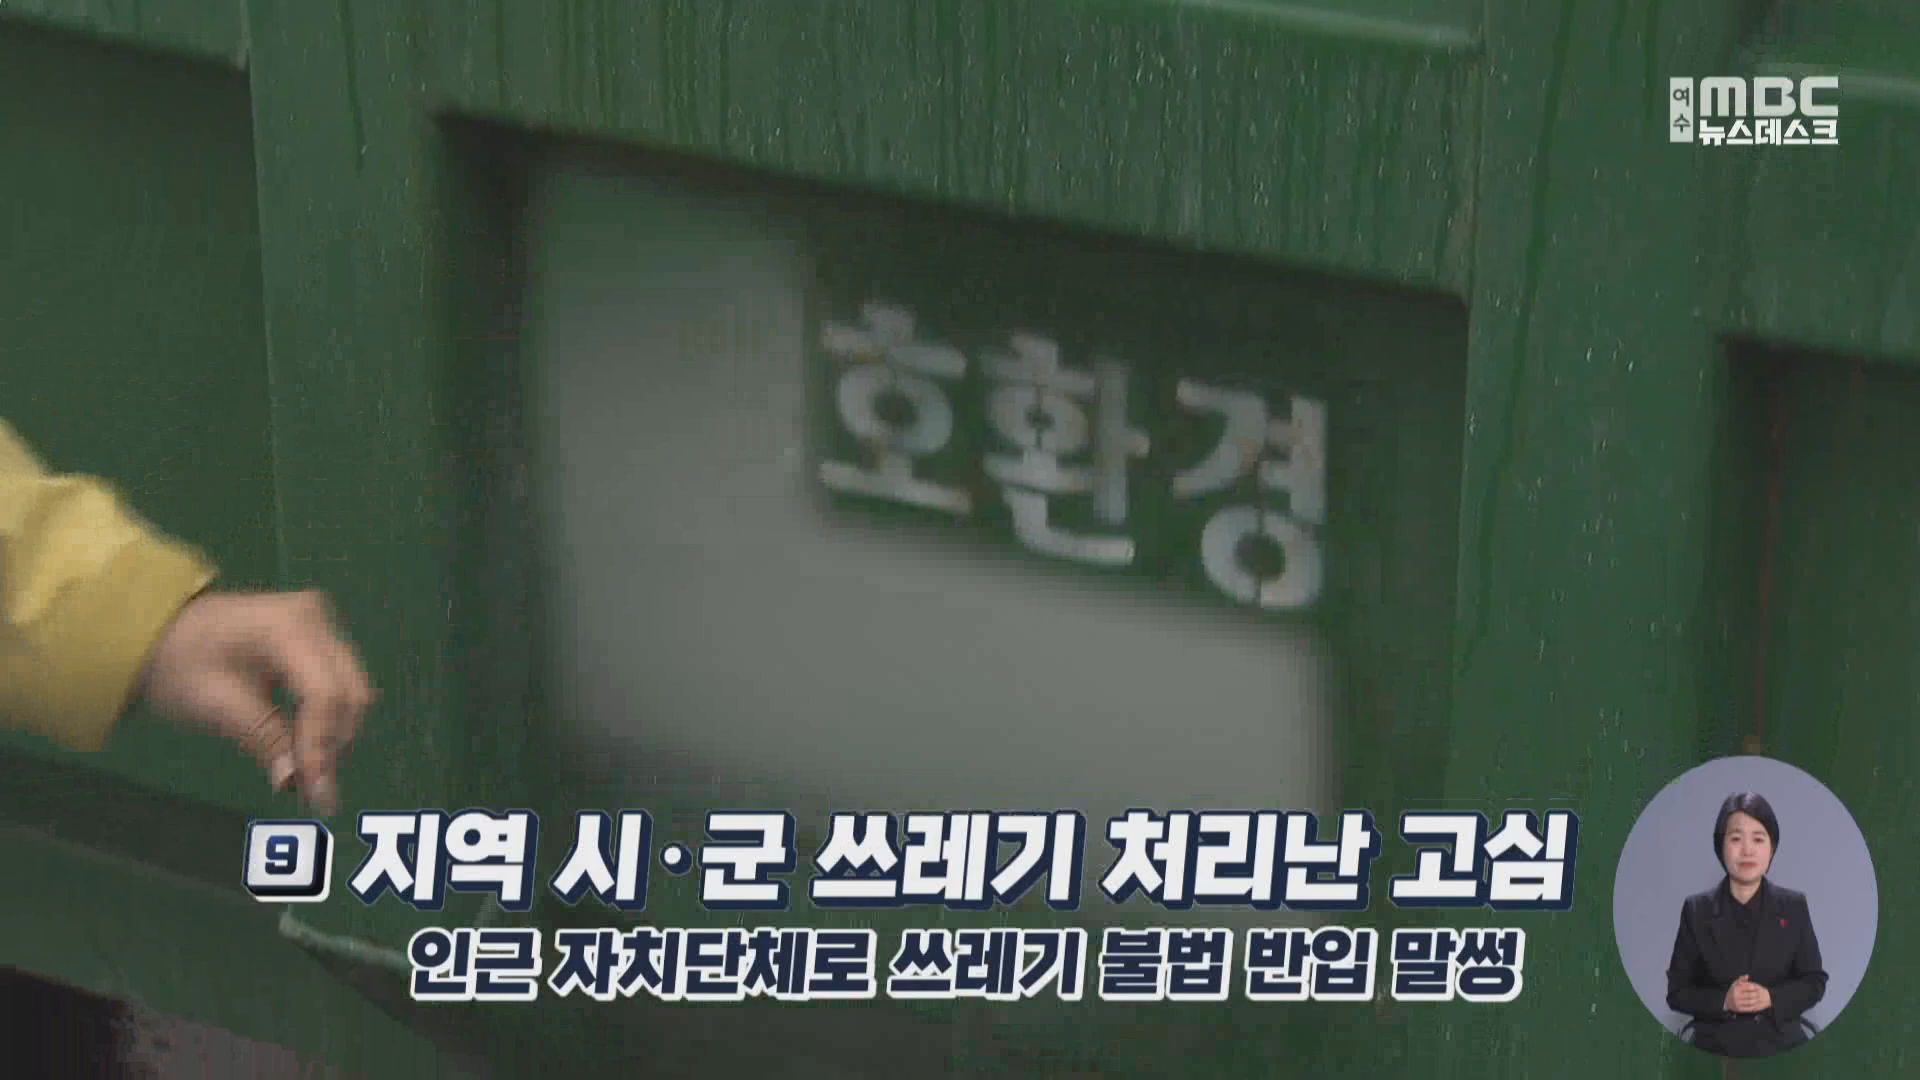 여수 MBC
뉴스데스크
호환경
9 지역 시·군 쓰레기 처리난 고심
인근 자치단체로 쓰레기 불법 반입 말썽